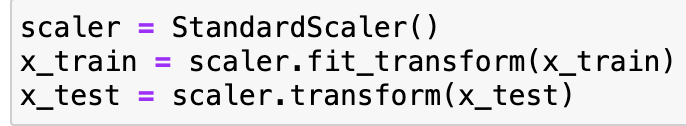 scaler = StandardScaler()
x_train = scaler.fit_transform(x_train)
x_test = scaler.transform(x_test)